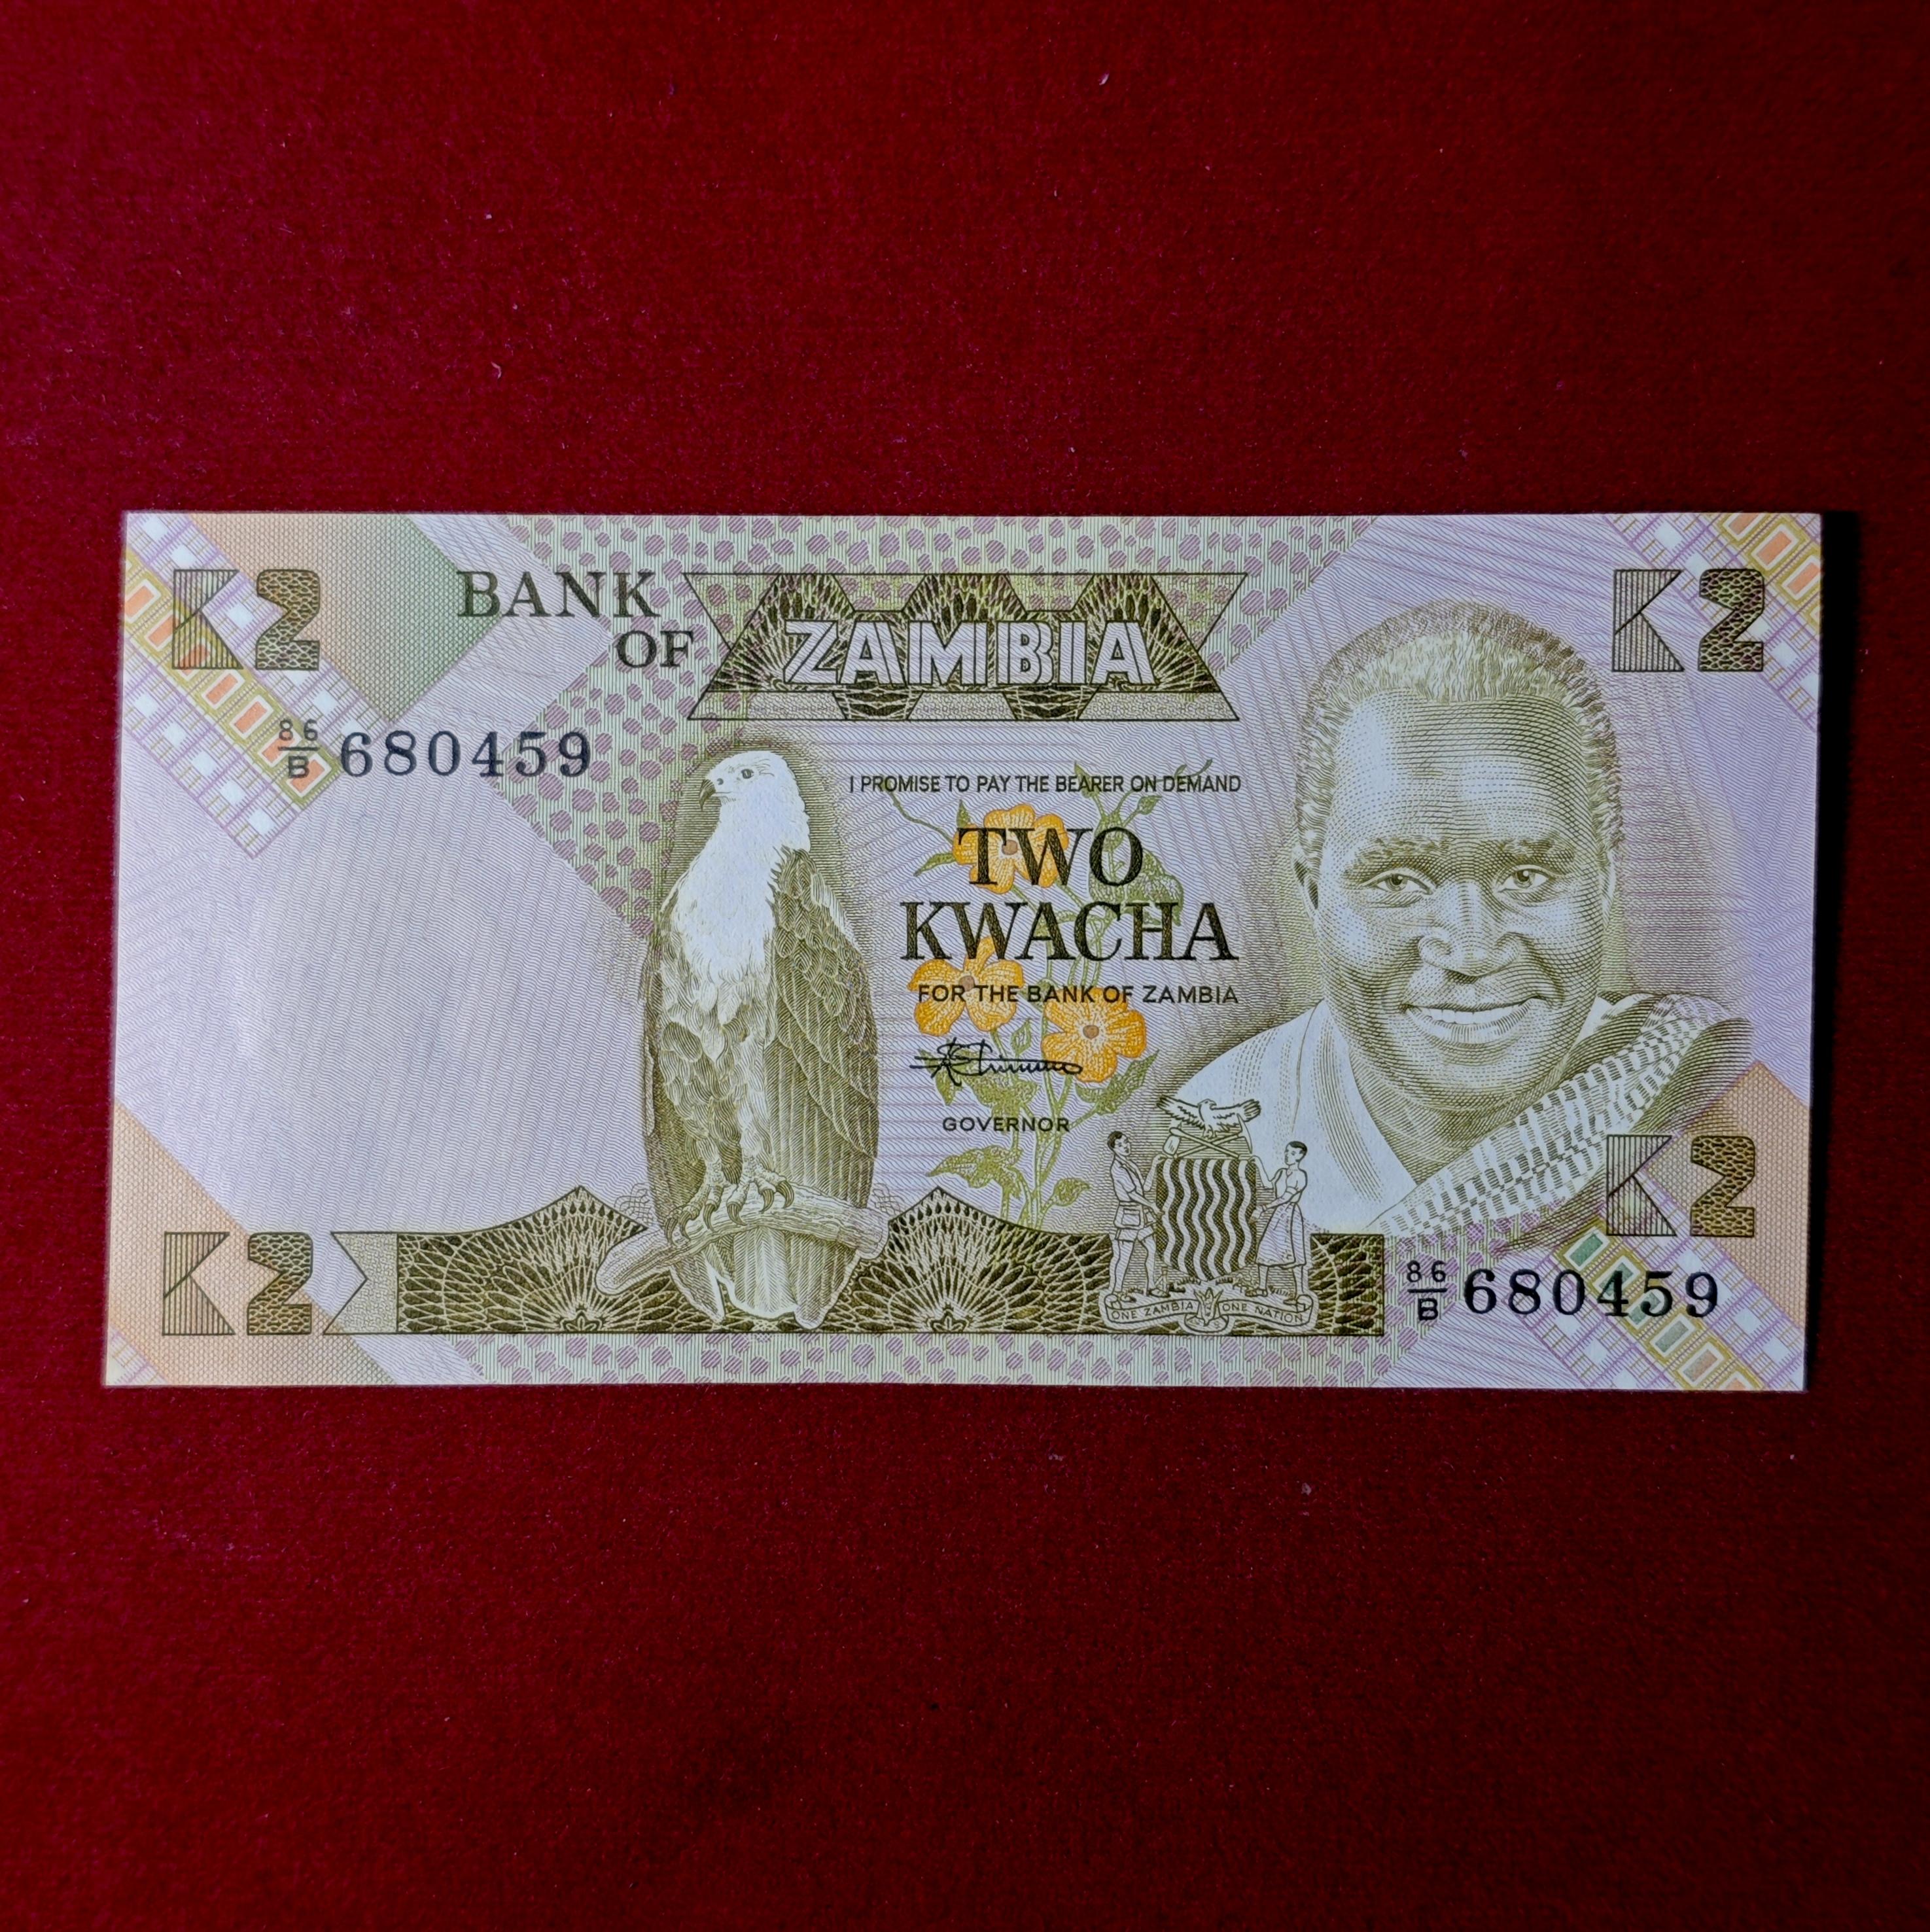 K2
BANK
OF
ZAMBIA
K2
86/B 680459
I PROMISE TO PAY THE BEARER ON DEMAND
TWO
KWACHA
FOR THE BANK OF ZAMBIA
GOVERNOR
K2
K2
86/B 680459
ONE ZAMBIA ONE NATION